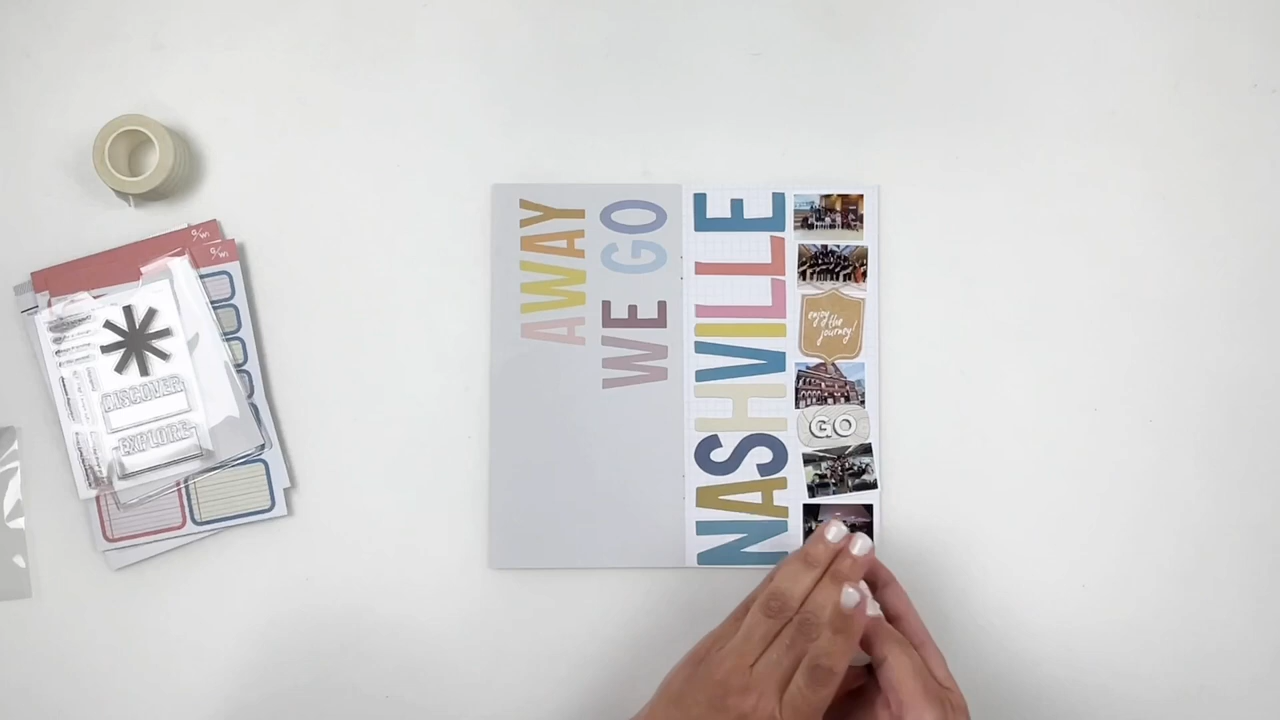 AWAY
WE GO
NASHVILLE
enjoy
the
journey!
GO
DISCOVER
EXPLORE